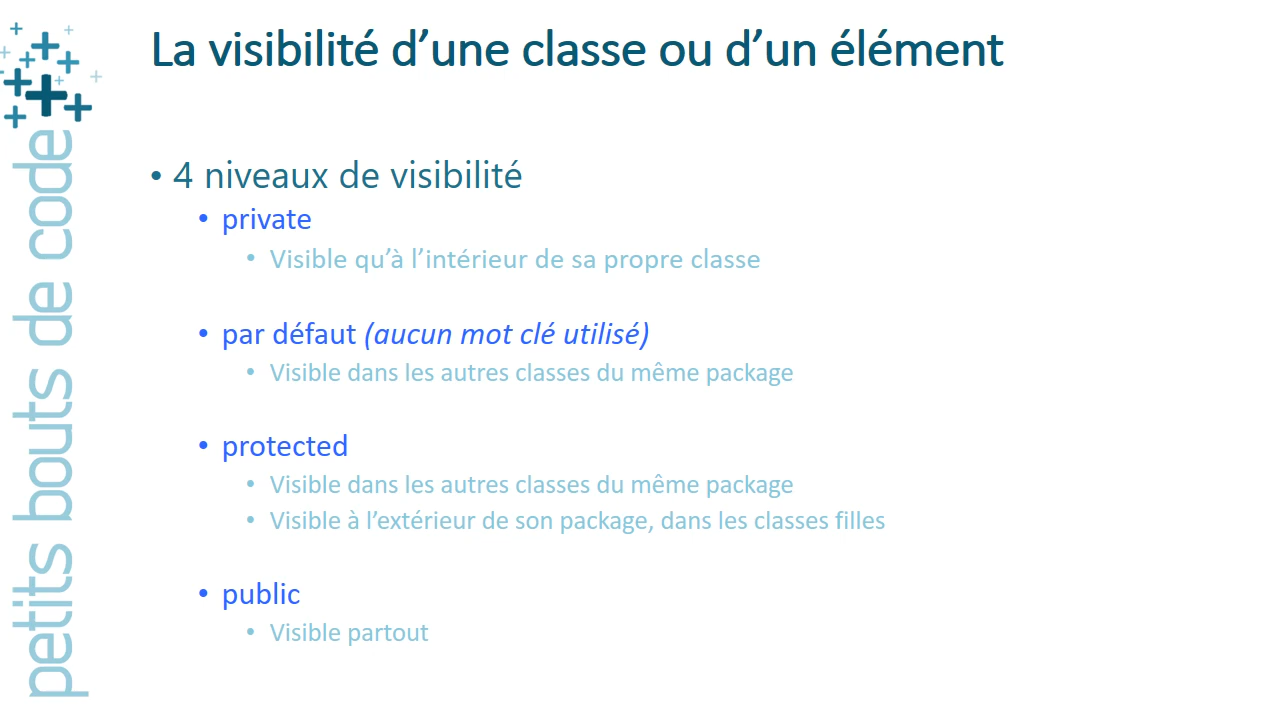 La visibilité d’une classe ou d’un élément
• 4 niveaux de visibilité
• private
• Visible qu’à l’intérieur de sa propre classe
• par défaut (aucun mot clé utilisé)
• Visible dans les autres classes du même package
• protected
• Visible dans les autres classes du même package
• Visible à l’extérieur de son package, dans les classes filles
• public
• Visible partout
petits bouts de code